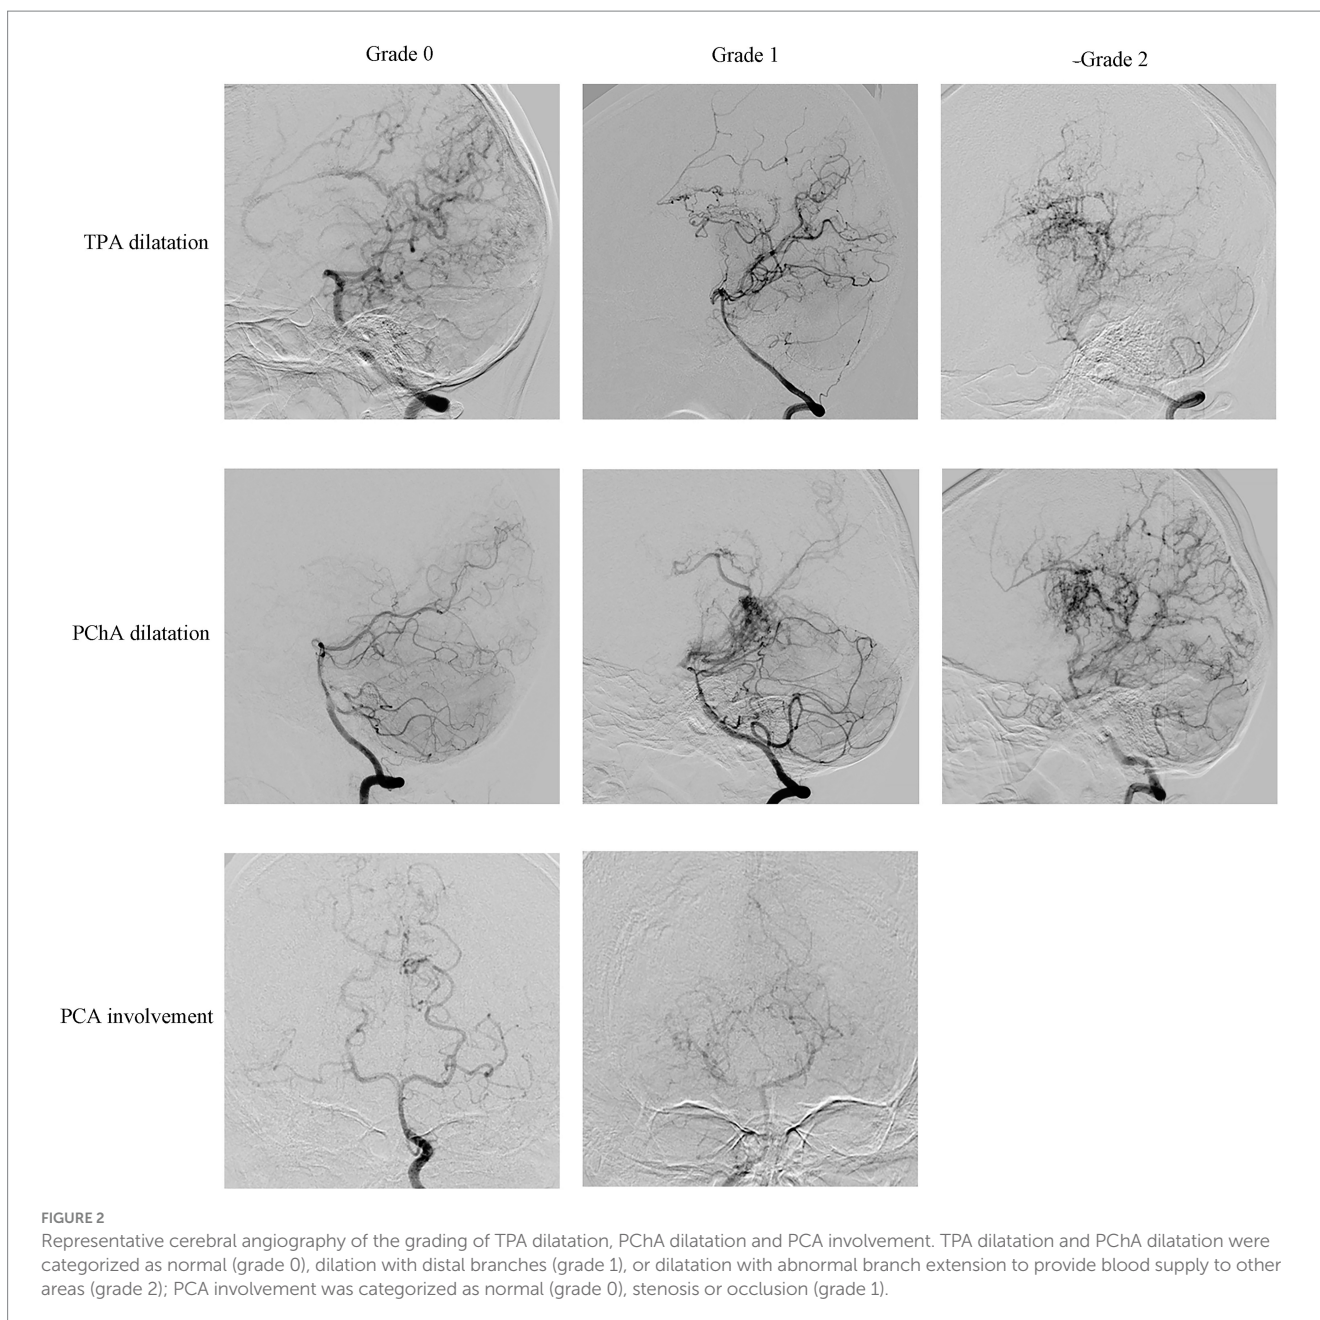 Grade 0
Grade 1
~Grade 2
TPA dilatation
PChA dilatation
PCA involvement
FIGURE 2
Representative cerebral angiography of the grading of TPA dilatation, PChA dilatation and PCA involvement. TPA dilatation and PChA dilatation were
categorized as normal (grade 0), dilation with distal branches (grade 1), or dilatation with abnormal branch extension to provide blood supply to other
areas (grade 2); PCA involvement was categorized as normal (grade 0), stenosis or occlusion (grade 1).